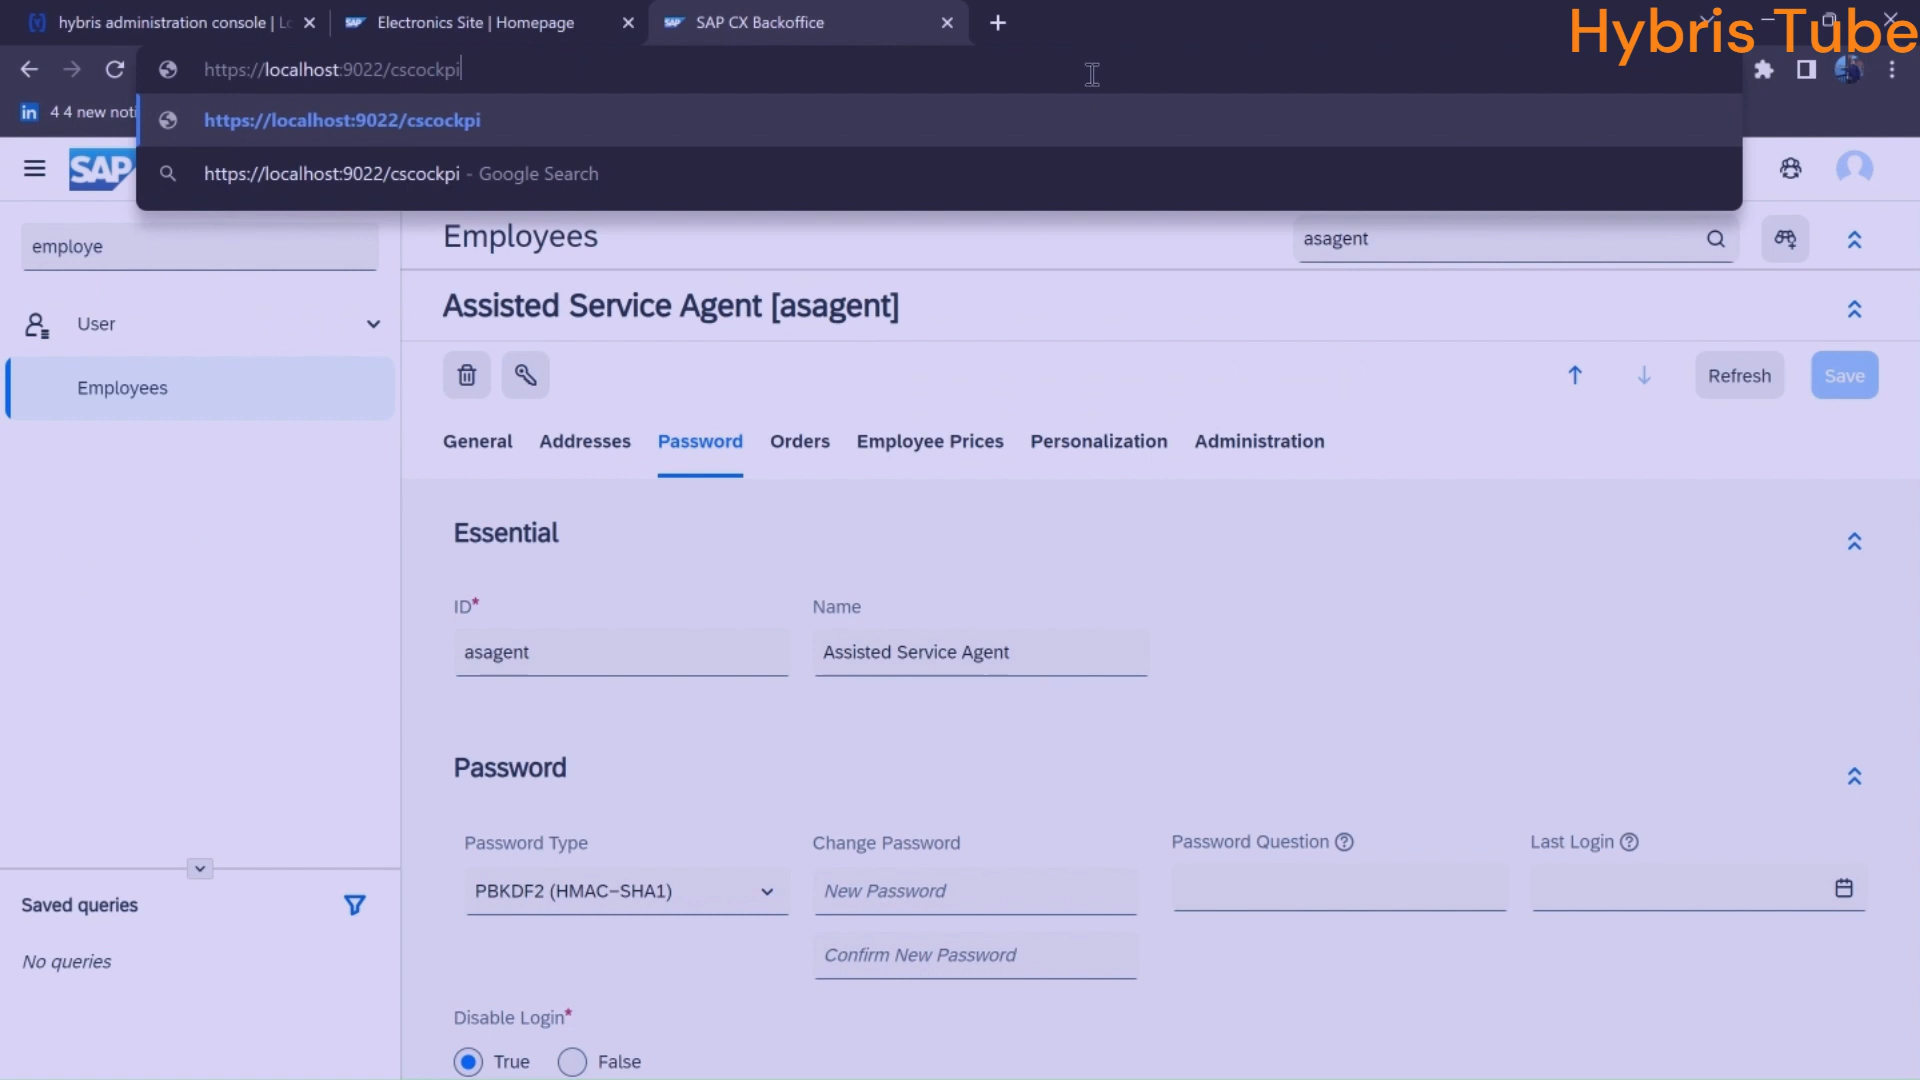 hybris administration console | Lo
Electronics Site | Homepage
SAP CX Backoffice
Hybris Tube
https://localhost:9022/cscockpi
4 4 new noti
https://localhost:9022/cscockpi
https://localhost:9022/cscockpi - Google Search
SAP
employe
Employees
asagent
Assisted Service Agent [asagent]
User
Employees
Refresh
Save
General
Addresses
Password
Orders
Employee Prices
Personalization
Administration
Essential
ID*
Name
asagent
Assisted Service Agent
Password
Password Type
Change Password
Password Question
Last Login
PBKDF2 (HMAC-SHA1)
New Password
Confirm New Password
Saved queries
No queries
Disable Login*
True
False